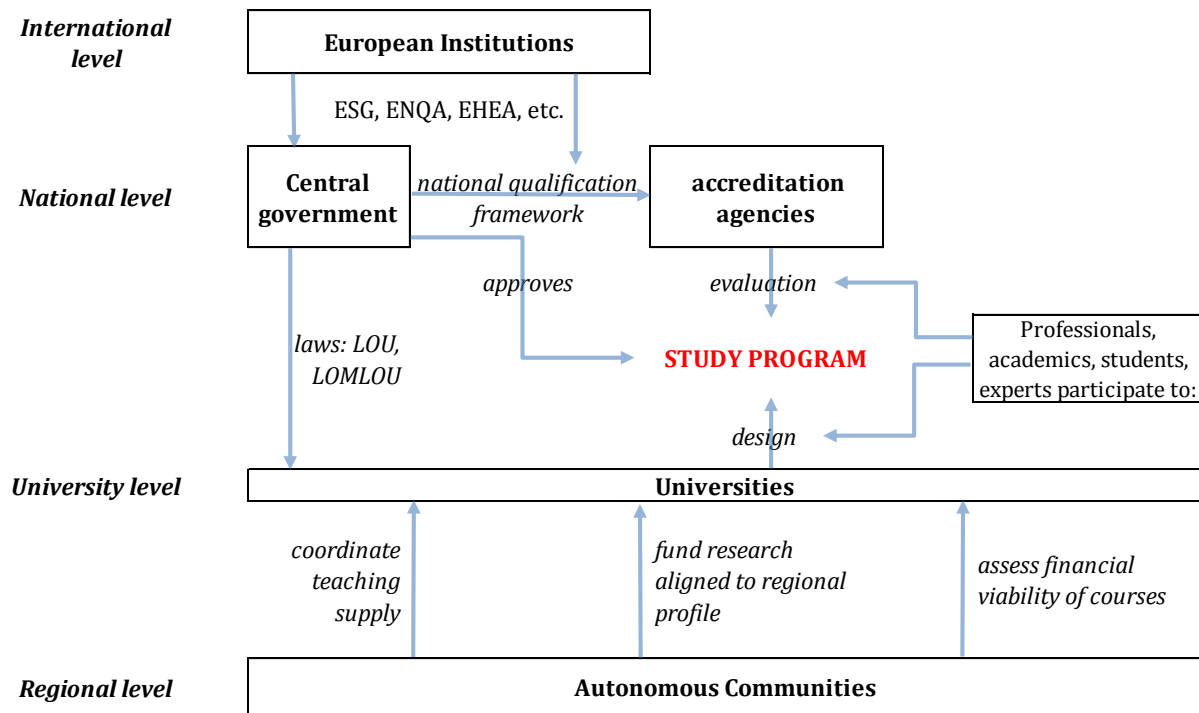 International
level
European Institutions
ESG, ENQA, EHEA, etc.
National level
Central
government
national qualification
framework
accreditation
agencies
approves
evaluation
laws: LOU,
LOMLOU
STUDY PROGRAM
Professionals,
academics, students,
experts participate to:
design
University level
Universities
coordinate
teaching
supply
fund research
aligned to regional
profile
assess financial
viability of courses
Regional level
Autonomous Communities